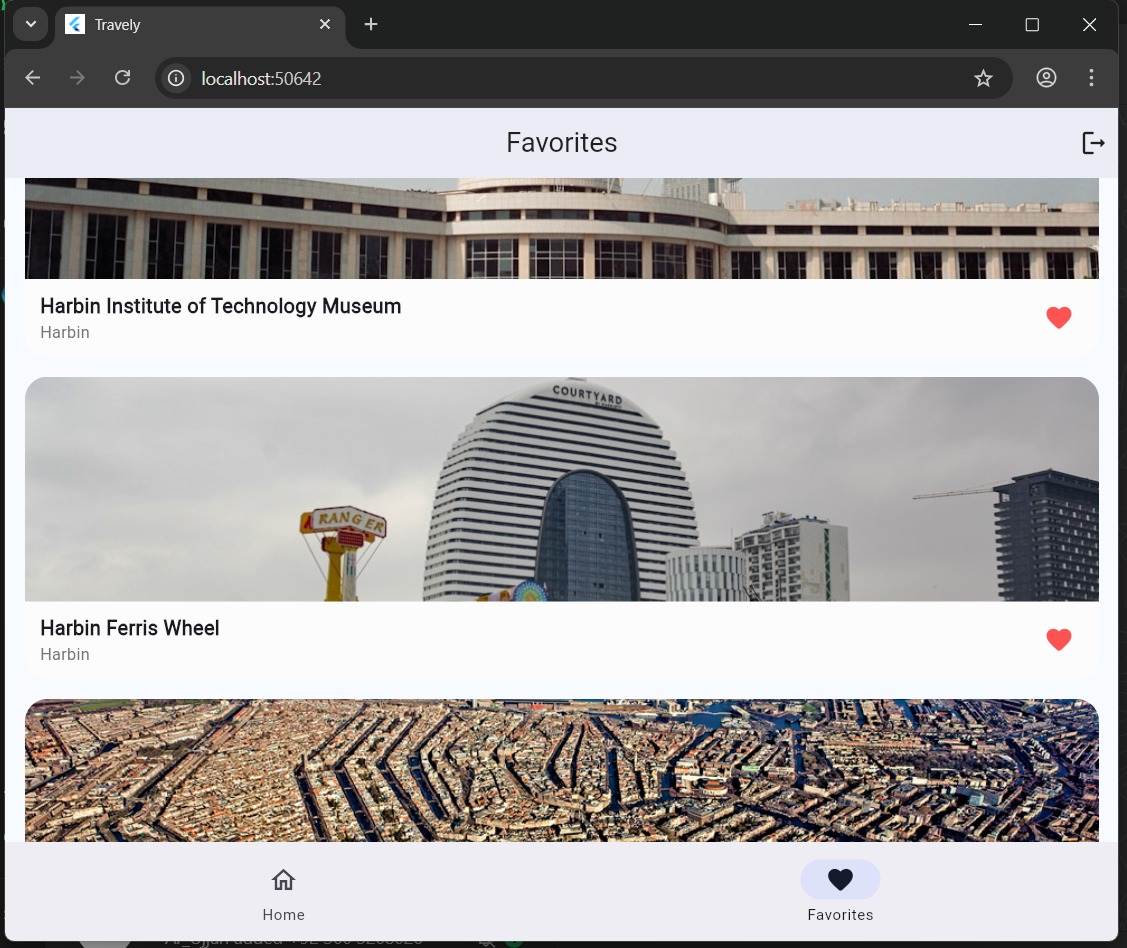 Travely
localhost:50642
Favorites
Harbin Institute of Technology Museum
Harbin
COURTYARD
RANGER
Harbin Ferris Wheel
Harbin
Home
Favorites